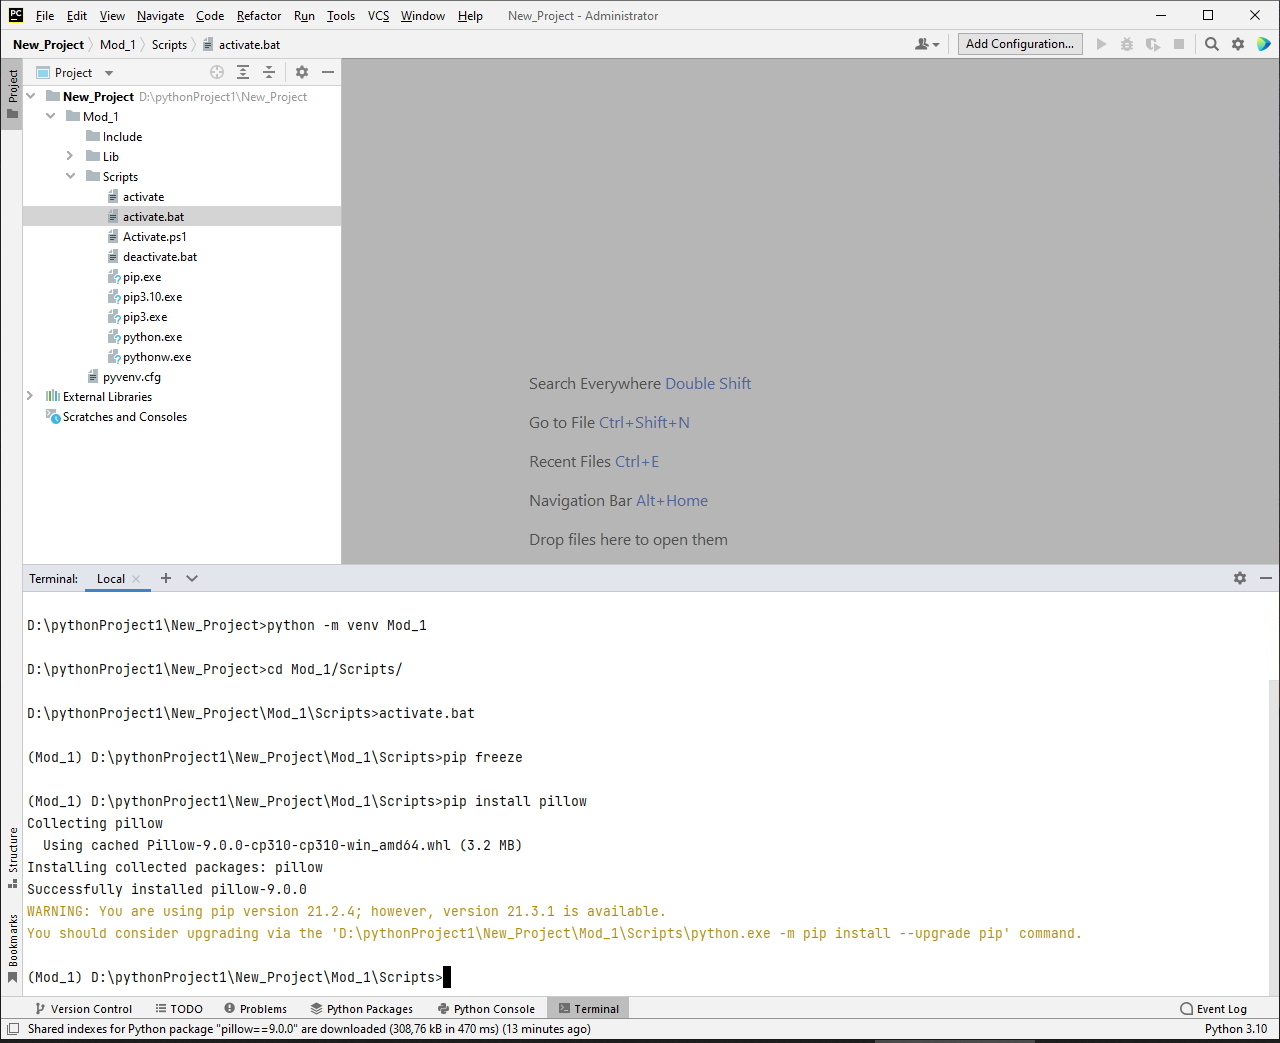 PC File Edit View Navigate Code Refactor Run Tools VCS Window Help New_Project - Administrator
New_Project Mod_1 Scripts activate.bat Add Configuration...
Project
Project
New_Project D:\pythonProject1\New_Project
Mod_1
Include
Lib
Scripts
activate
activate.bat
Activate.ps1
deactivate.bat
pip.exe
pip3.10.exe
pip3.exe
python.exe
pythonw.exe
pyvenv.cfg
External Libraries
Scratches and Consoles
Search Everywhere Double Shift
Go to File Ctrl+Shift+N
Recent Files Ctrl+E
Navigation Bar Alt+Home
Drop files here to open them
Terminal: Local
D:\pythonProject1\New_Project>python -m venv Mod_1
D:\pythonProject1\New_Project>cd Mod_1/Scripts/
D:\pythonProject1\New_Project\Mod_1\Scripts>activate.bat
(Mod_1) D:\pythonProject1\New_Project\Mod_1\Scripts>pip freeze
(Mod_1) D:\pythonProject1\New_Project\Mod_1\Scripts>pip install pillow
Collecting pillow
Using cached Pillow-9.0.0-cp310-cp310-win_amd64.whl (3.2 MB)
Installing collected packages: pillow
Successfully installed pillow-9.0.0
WARNING: You are using pip version 21.2.4; however, version 21.3.1 is available.
You should consider upgrading via the 'D:\pythonProject1\New_Project\Mod_1\Scripts\python.exe -m pip install --upgrade pip' command.
(Mod_1) D:\pythonProject1\New_Project\Mod_1\Scripts>
Structure
Bookmarks
Version Control TODO Problems Python Packages Python Console Terminal Event Log
Shared indexes for Python package "pillow==9.0.0" are downloaded (308,76 kB in 470 ms) (13 minutes ago) Python 3.10